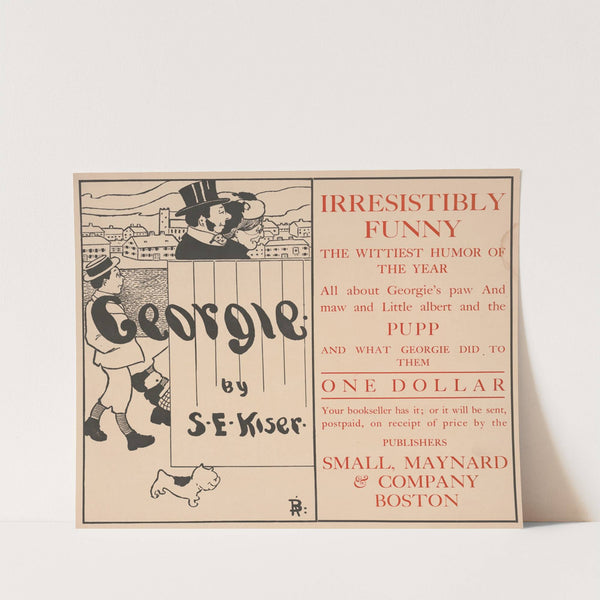 Georgie.
by
S. E. Kiser.
IRRESISTIBLY
FUNNY
THE WITTIEST HUMOR OF
THE YEAR
All about Georgie's paw And
maw and Little albert and the
PUPP
AND WHAT GEORGIE DID TO
THEM
ONE DOLLAR
Your bookseller has it; or it will be sent,
postpaid, on receipt of price by the
PUBLISHERS
SMALL, MAYNARD
& COMPANY
BOSTON